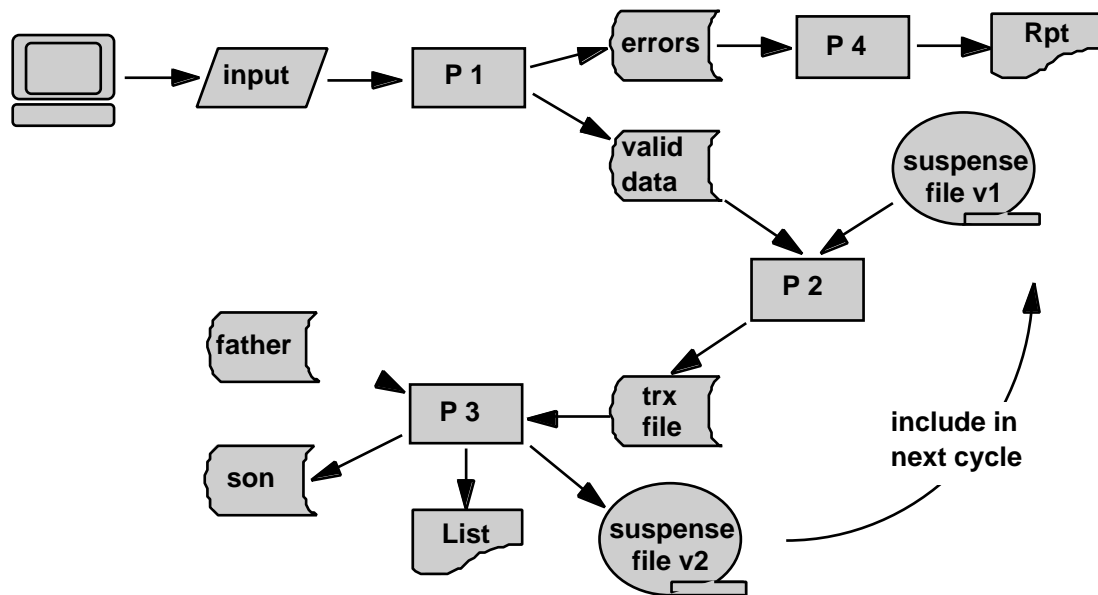 input
P 1
errors
P 4
Rpt
valid
data
suspense
file v1
P 2
father
P 3
trx
file
include in
next cycle
son
List
suspense
file v2